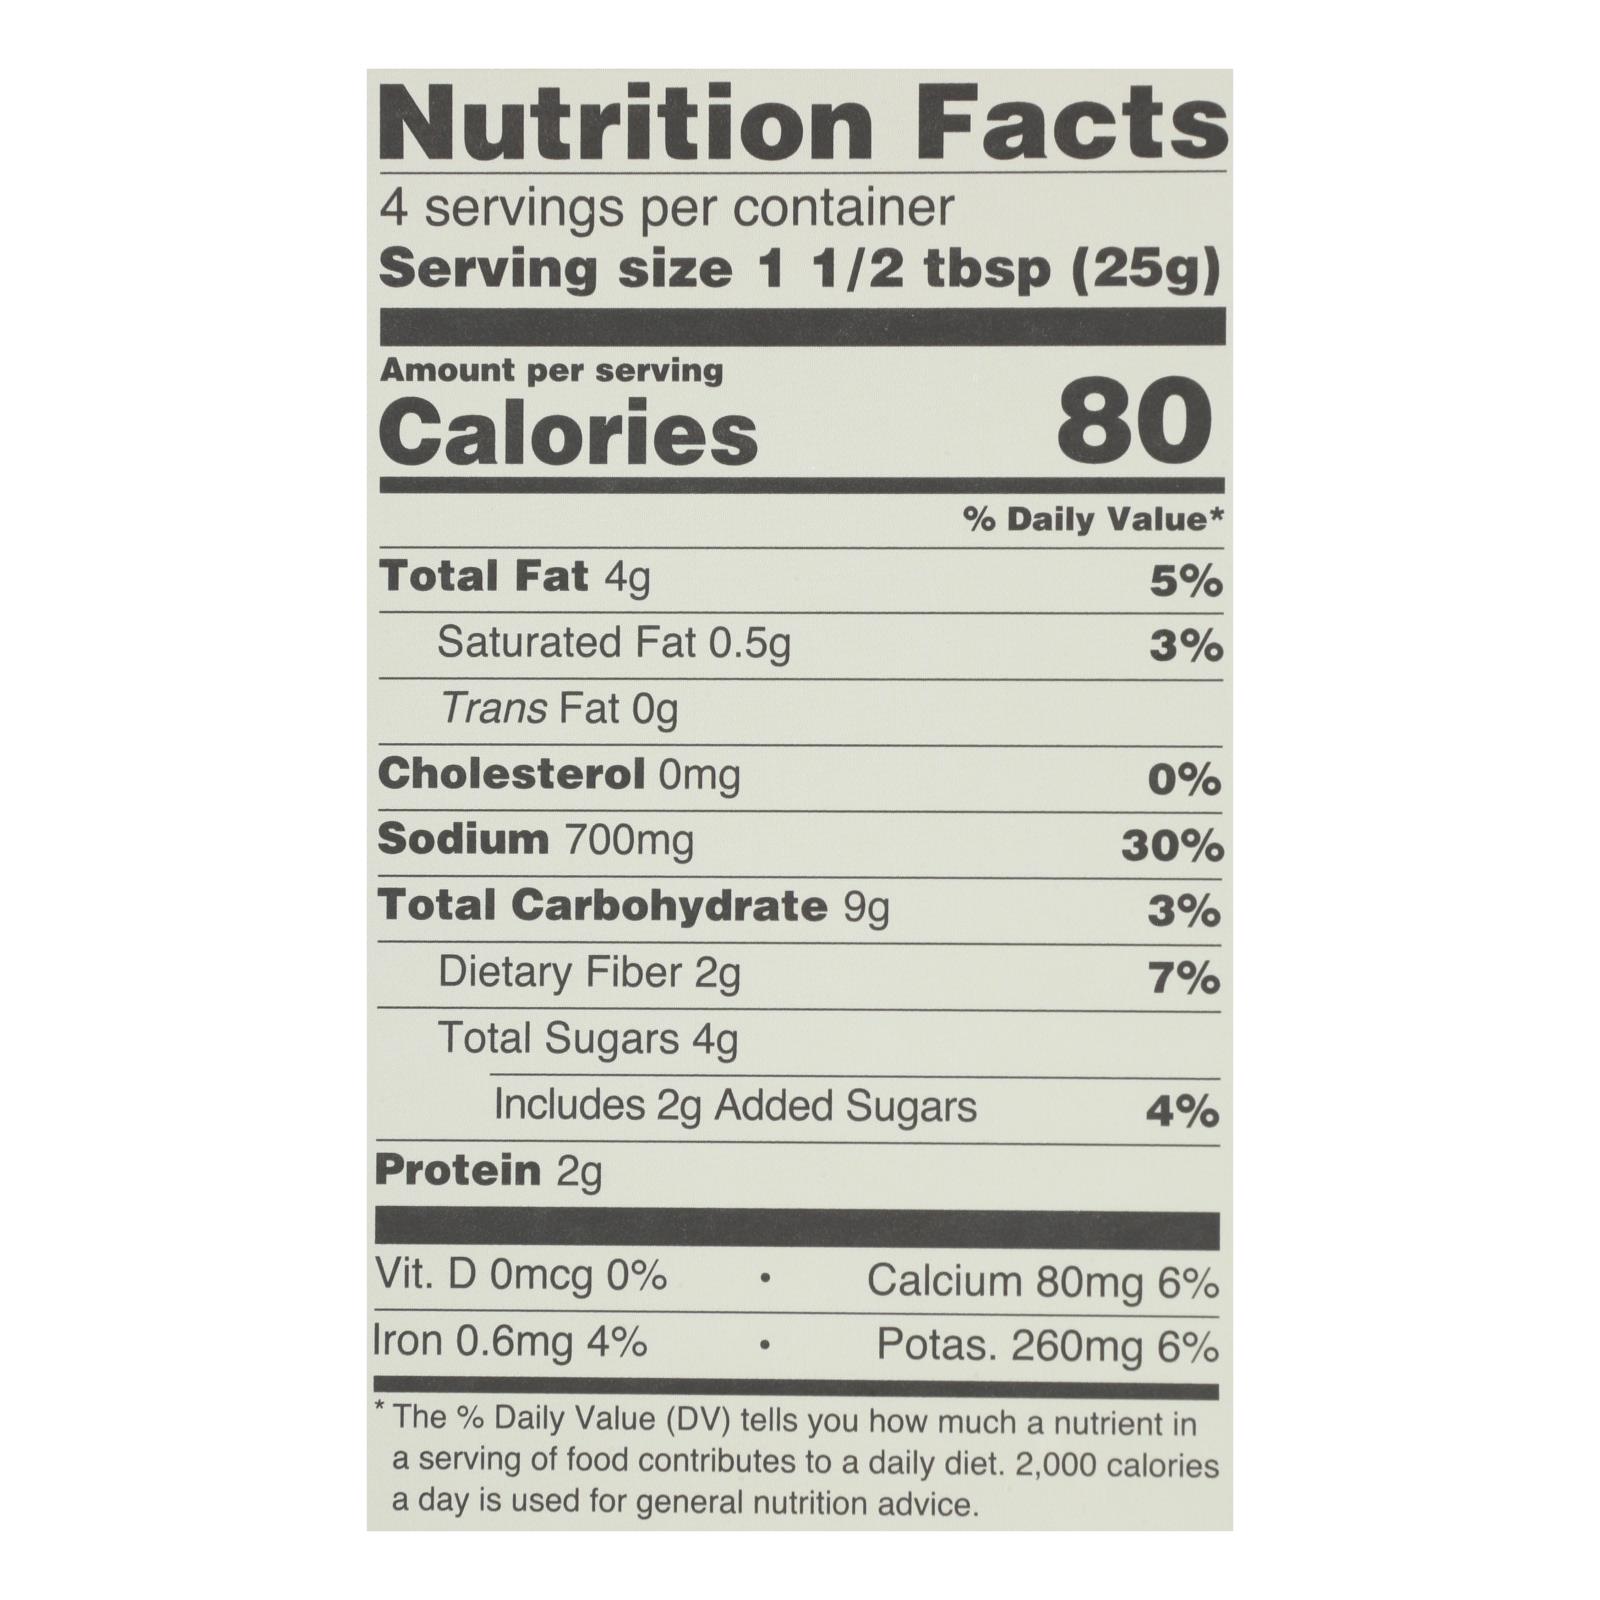 Nutrition Facts
4 servings per container
Serving size 1 1/2 tbsp (25g)
Amount per serving
Calories 80
% Daily Value*
Total Fat 4g 5%
Saturated Fat 0.5g 3%
Trans Fat 0g
Cholesterol 0mg 0%
Sodium 700mg 30%
Total Carbohydrate 9g 3%
Dietary Fiber 2g 7%
Total Sugars 4g
Includes 2g Added Sugars 4%
Protein 2g
Vit. D 0mcg 0% • Calcium 80mg 6%
Iron 0.6mg 4% • Potas. 260mg 6%
* The % Daily Value (DV) tells you how much a nutrient in
a serving of food contributes to a daily diet. 2,000 calories
a day is used for general nutrition advice.